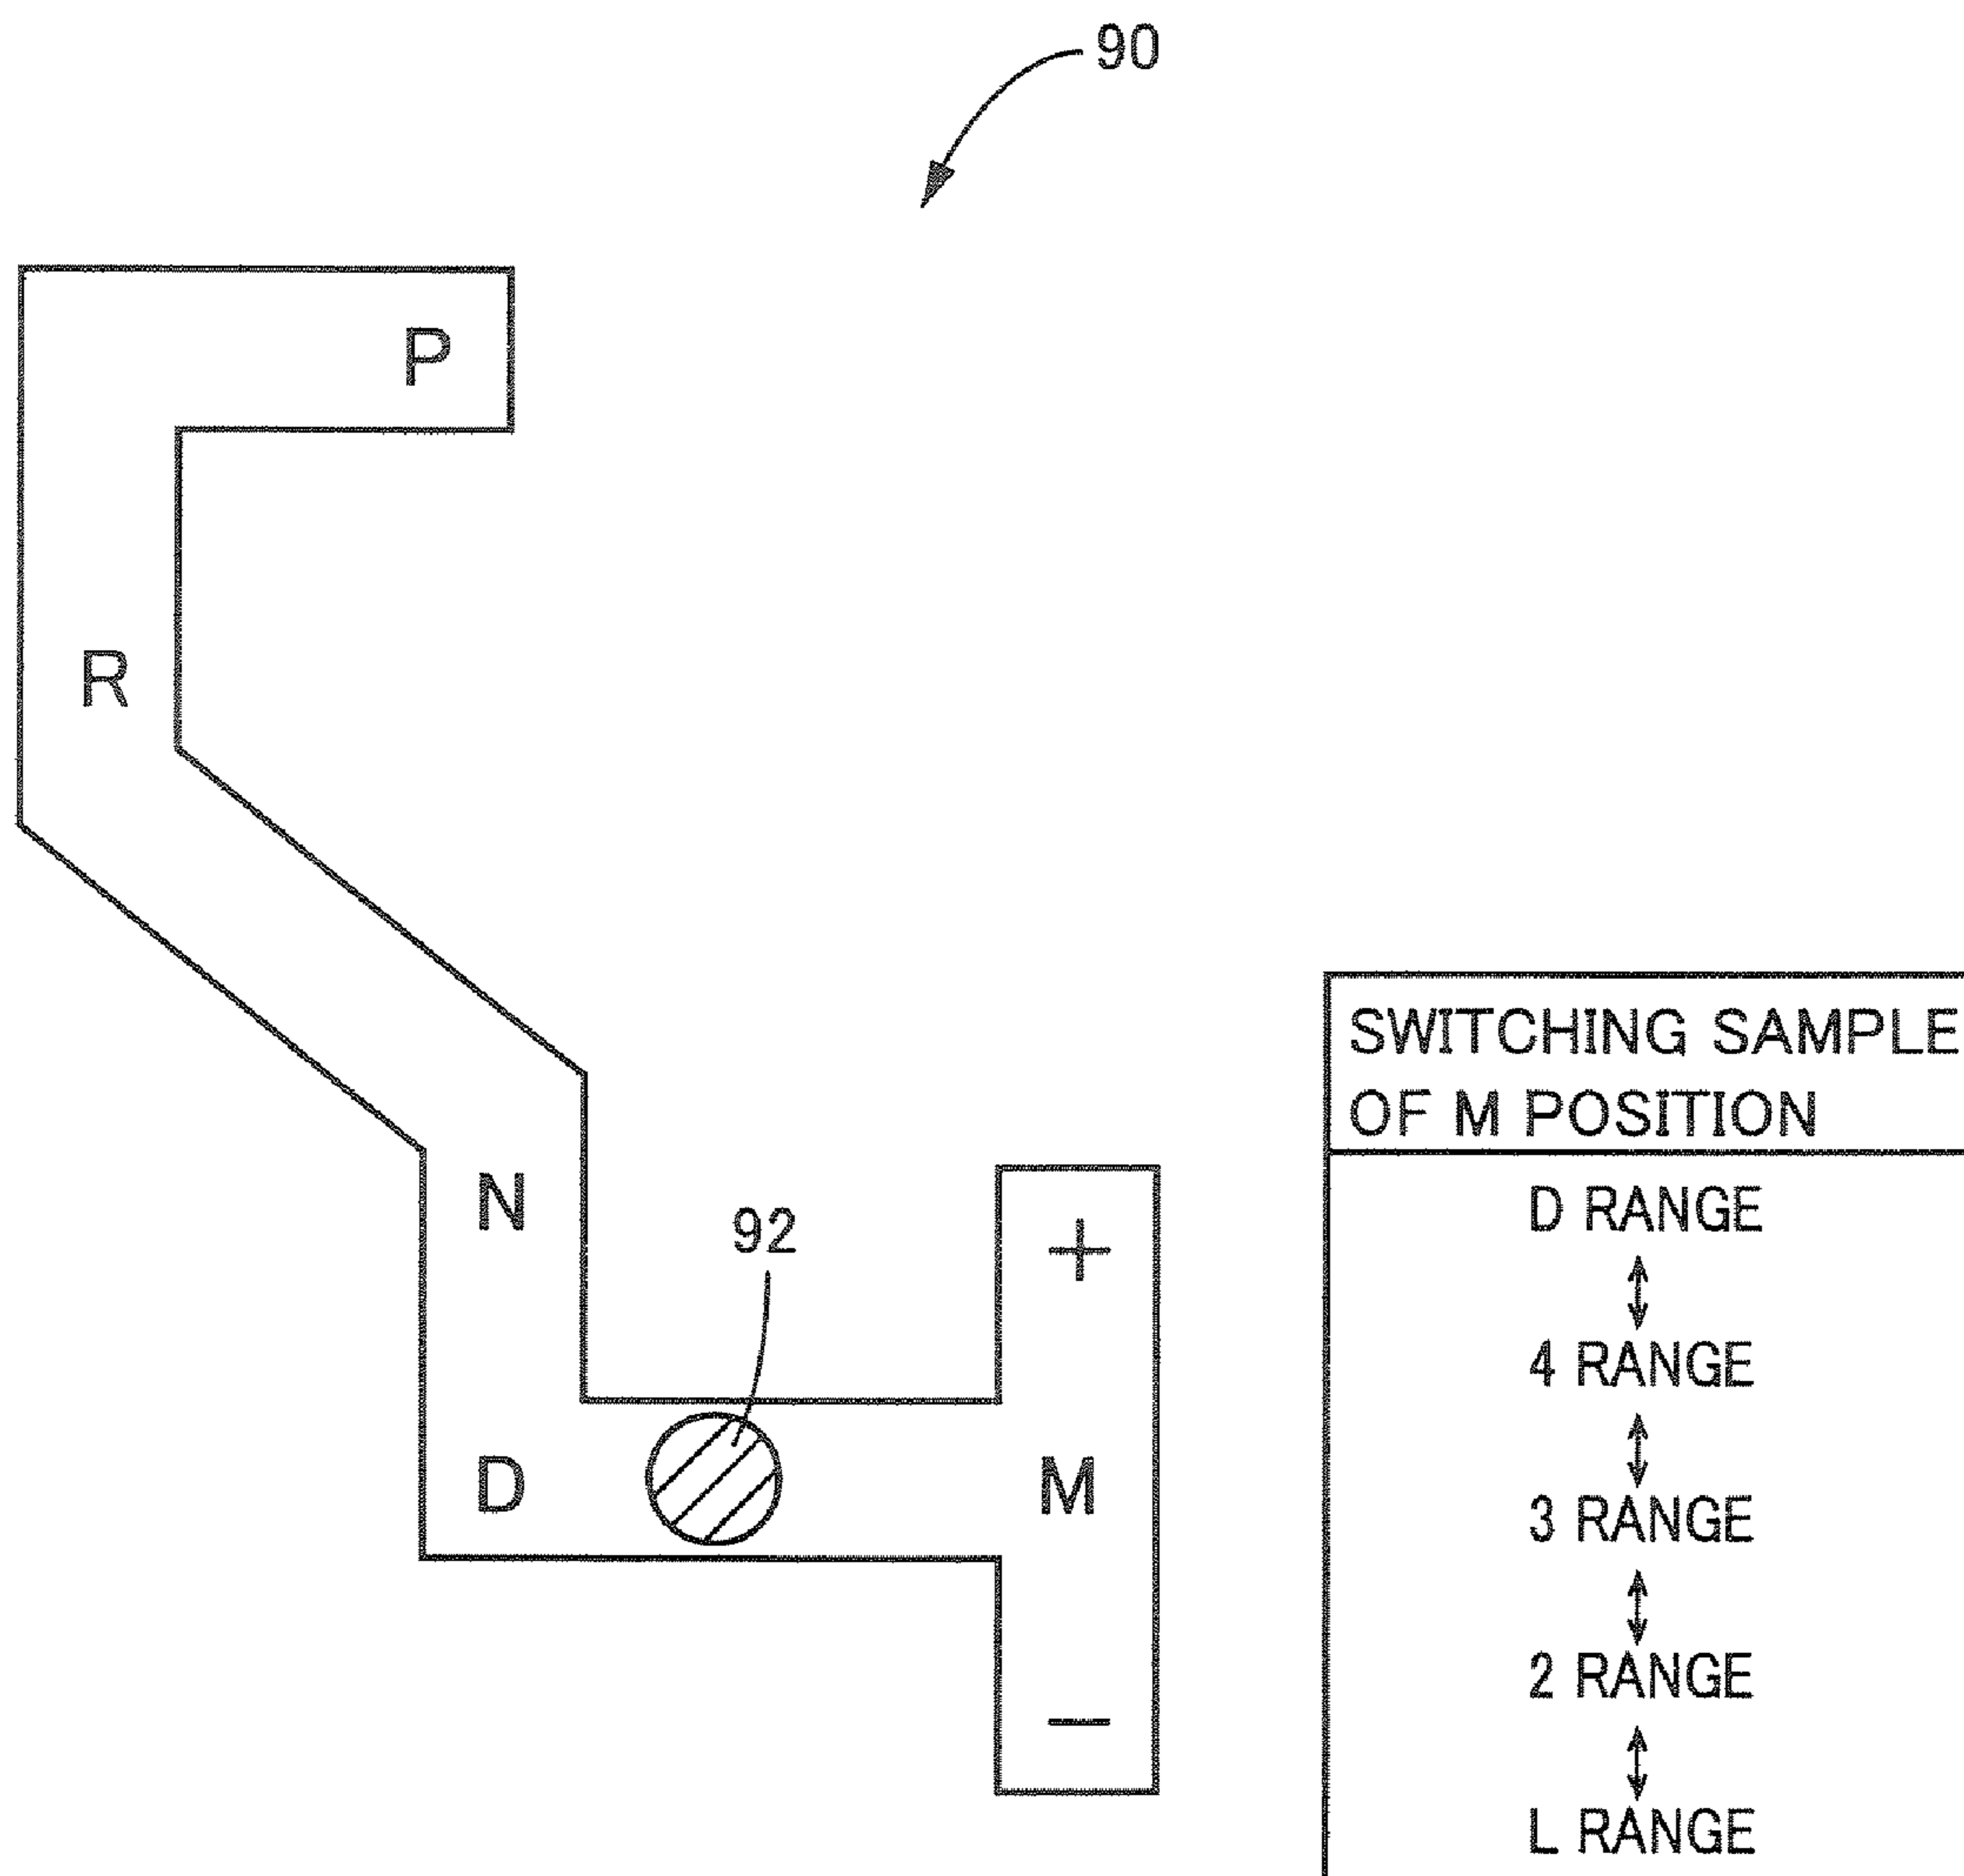 90
P
R
N
92
+
D
M
−
SWITCHING SAMPLE
OF M POSITION
D RANGE
4 RANGE
3 RANGE
2 RANGE
L RANGE